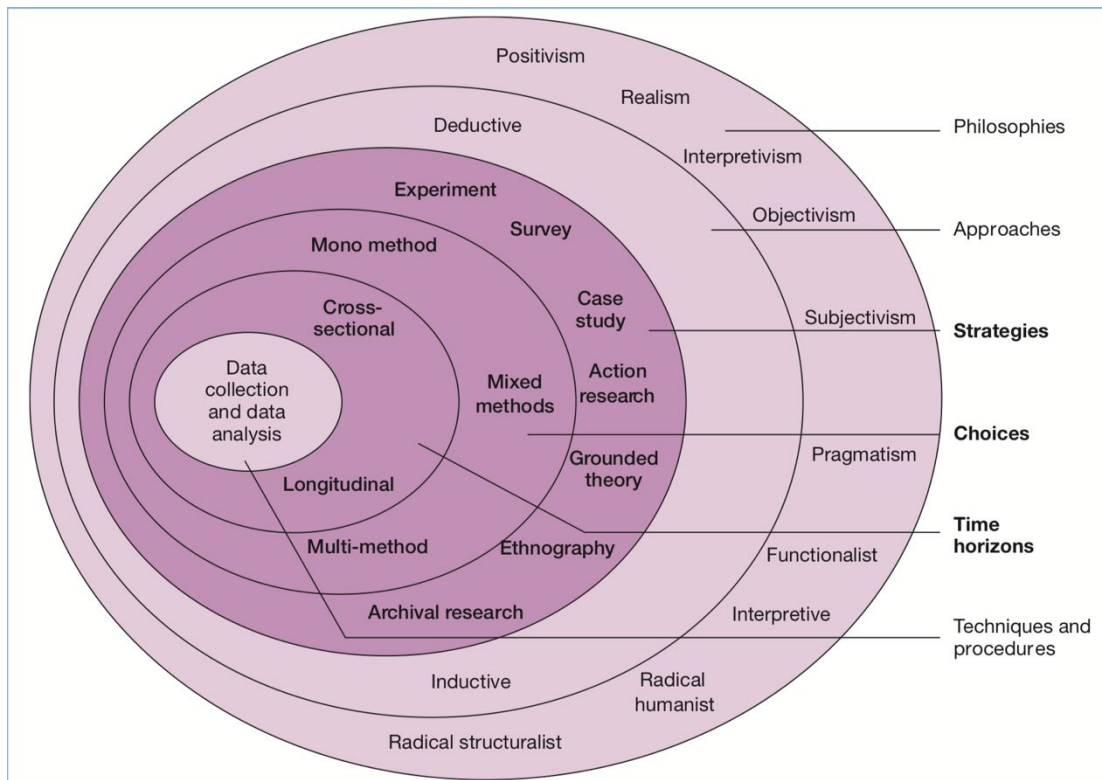 Positivism
Realism
Philosophies
Deductive
Interpretivism
Experiment
Objectivism
Survey
Approaches
Mono method
Cross-
sectional
Case
study
Subjectivism
Strategies
Data
collection
and data
analysis
Mixed
methods
Action
research
Choices
Pragmatism
Grounded
theory
Longitudinal
Time
horizons
Multi-method
Ethnography
Functionalist
Archival research
Interpretive
Techniques and
procedures
Inductive
Radical
humanist
Radical structuralist